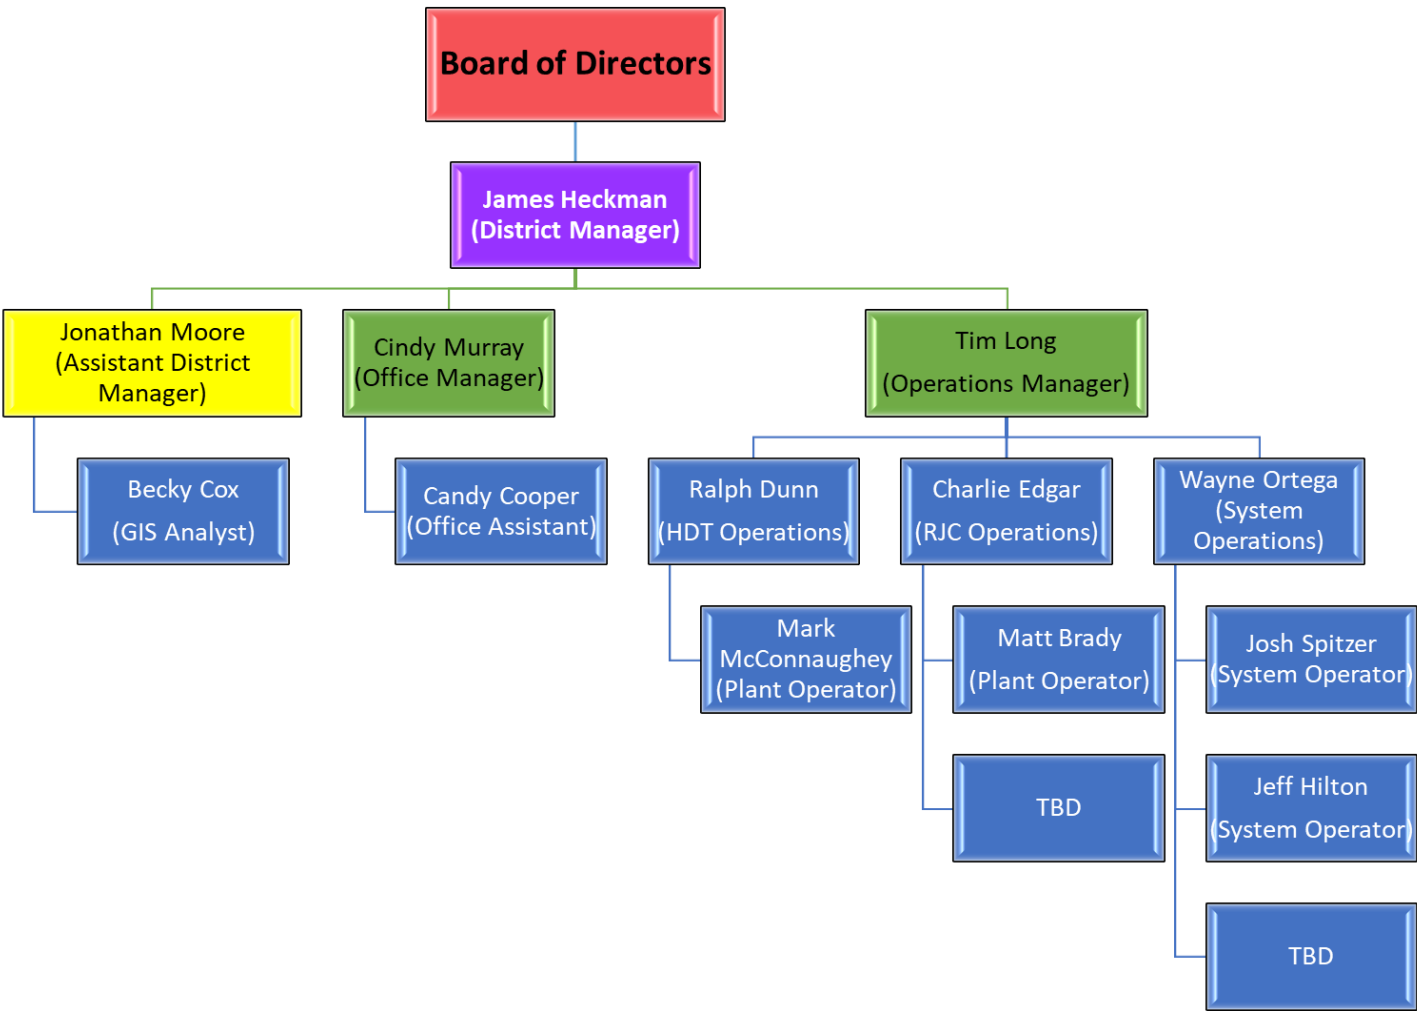 Board of Directors
James Heckman
(District Manager)
Jonathan Moore
(Assistant District
Manager)
Cindy Murray
(Office Manager)
Tim Long
(Operations Manager)
Becky Cox
(GIS Analyst)
Candy Cooper
(Office Assistant)
Ralph Dunn
(HDT Operations)
Charlie Edgar
(RJC Operations)
Wayne Ortega
(System
Operations)
Mark
McConnaughey
(Plant Operator)
Matt Brady
(Plant Operator)
Josh Spitzer
(System Operator)
TBD
Jeff Hilton
(System Operator)
TBD